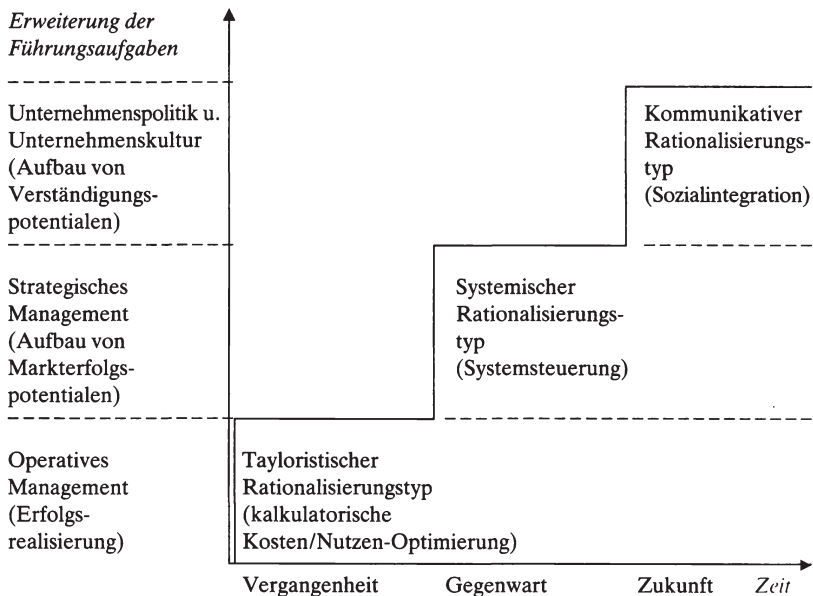 Erweiterung der
Führungsaufgaben
Unternehmenspolitik u.
Unternehmenskultur
(Aufbau von
Verständigungs-
potentialen)
Kommunikativer
Rationalisierungs-
typ
(Sozialintegration)
Strategisches
Management
(Aufbau von
Markterfolgs-
potentialen)
Systemischer
Rationalisierungs-
typ
(Systemsteuerung)
Operatives
Management
(Erfolgs-
realisierung)
Tayloristischer
Rationalisierungstyp
(kalkulatorische
Kosten/Nutzen-Optimierung)
Vergangenheit Gegenwart Zukunft Zeit